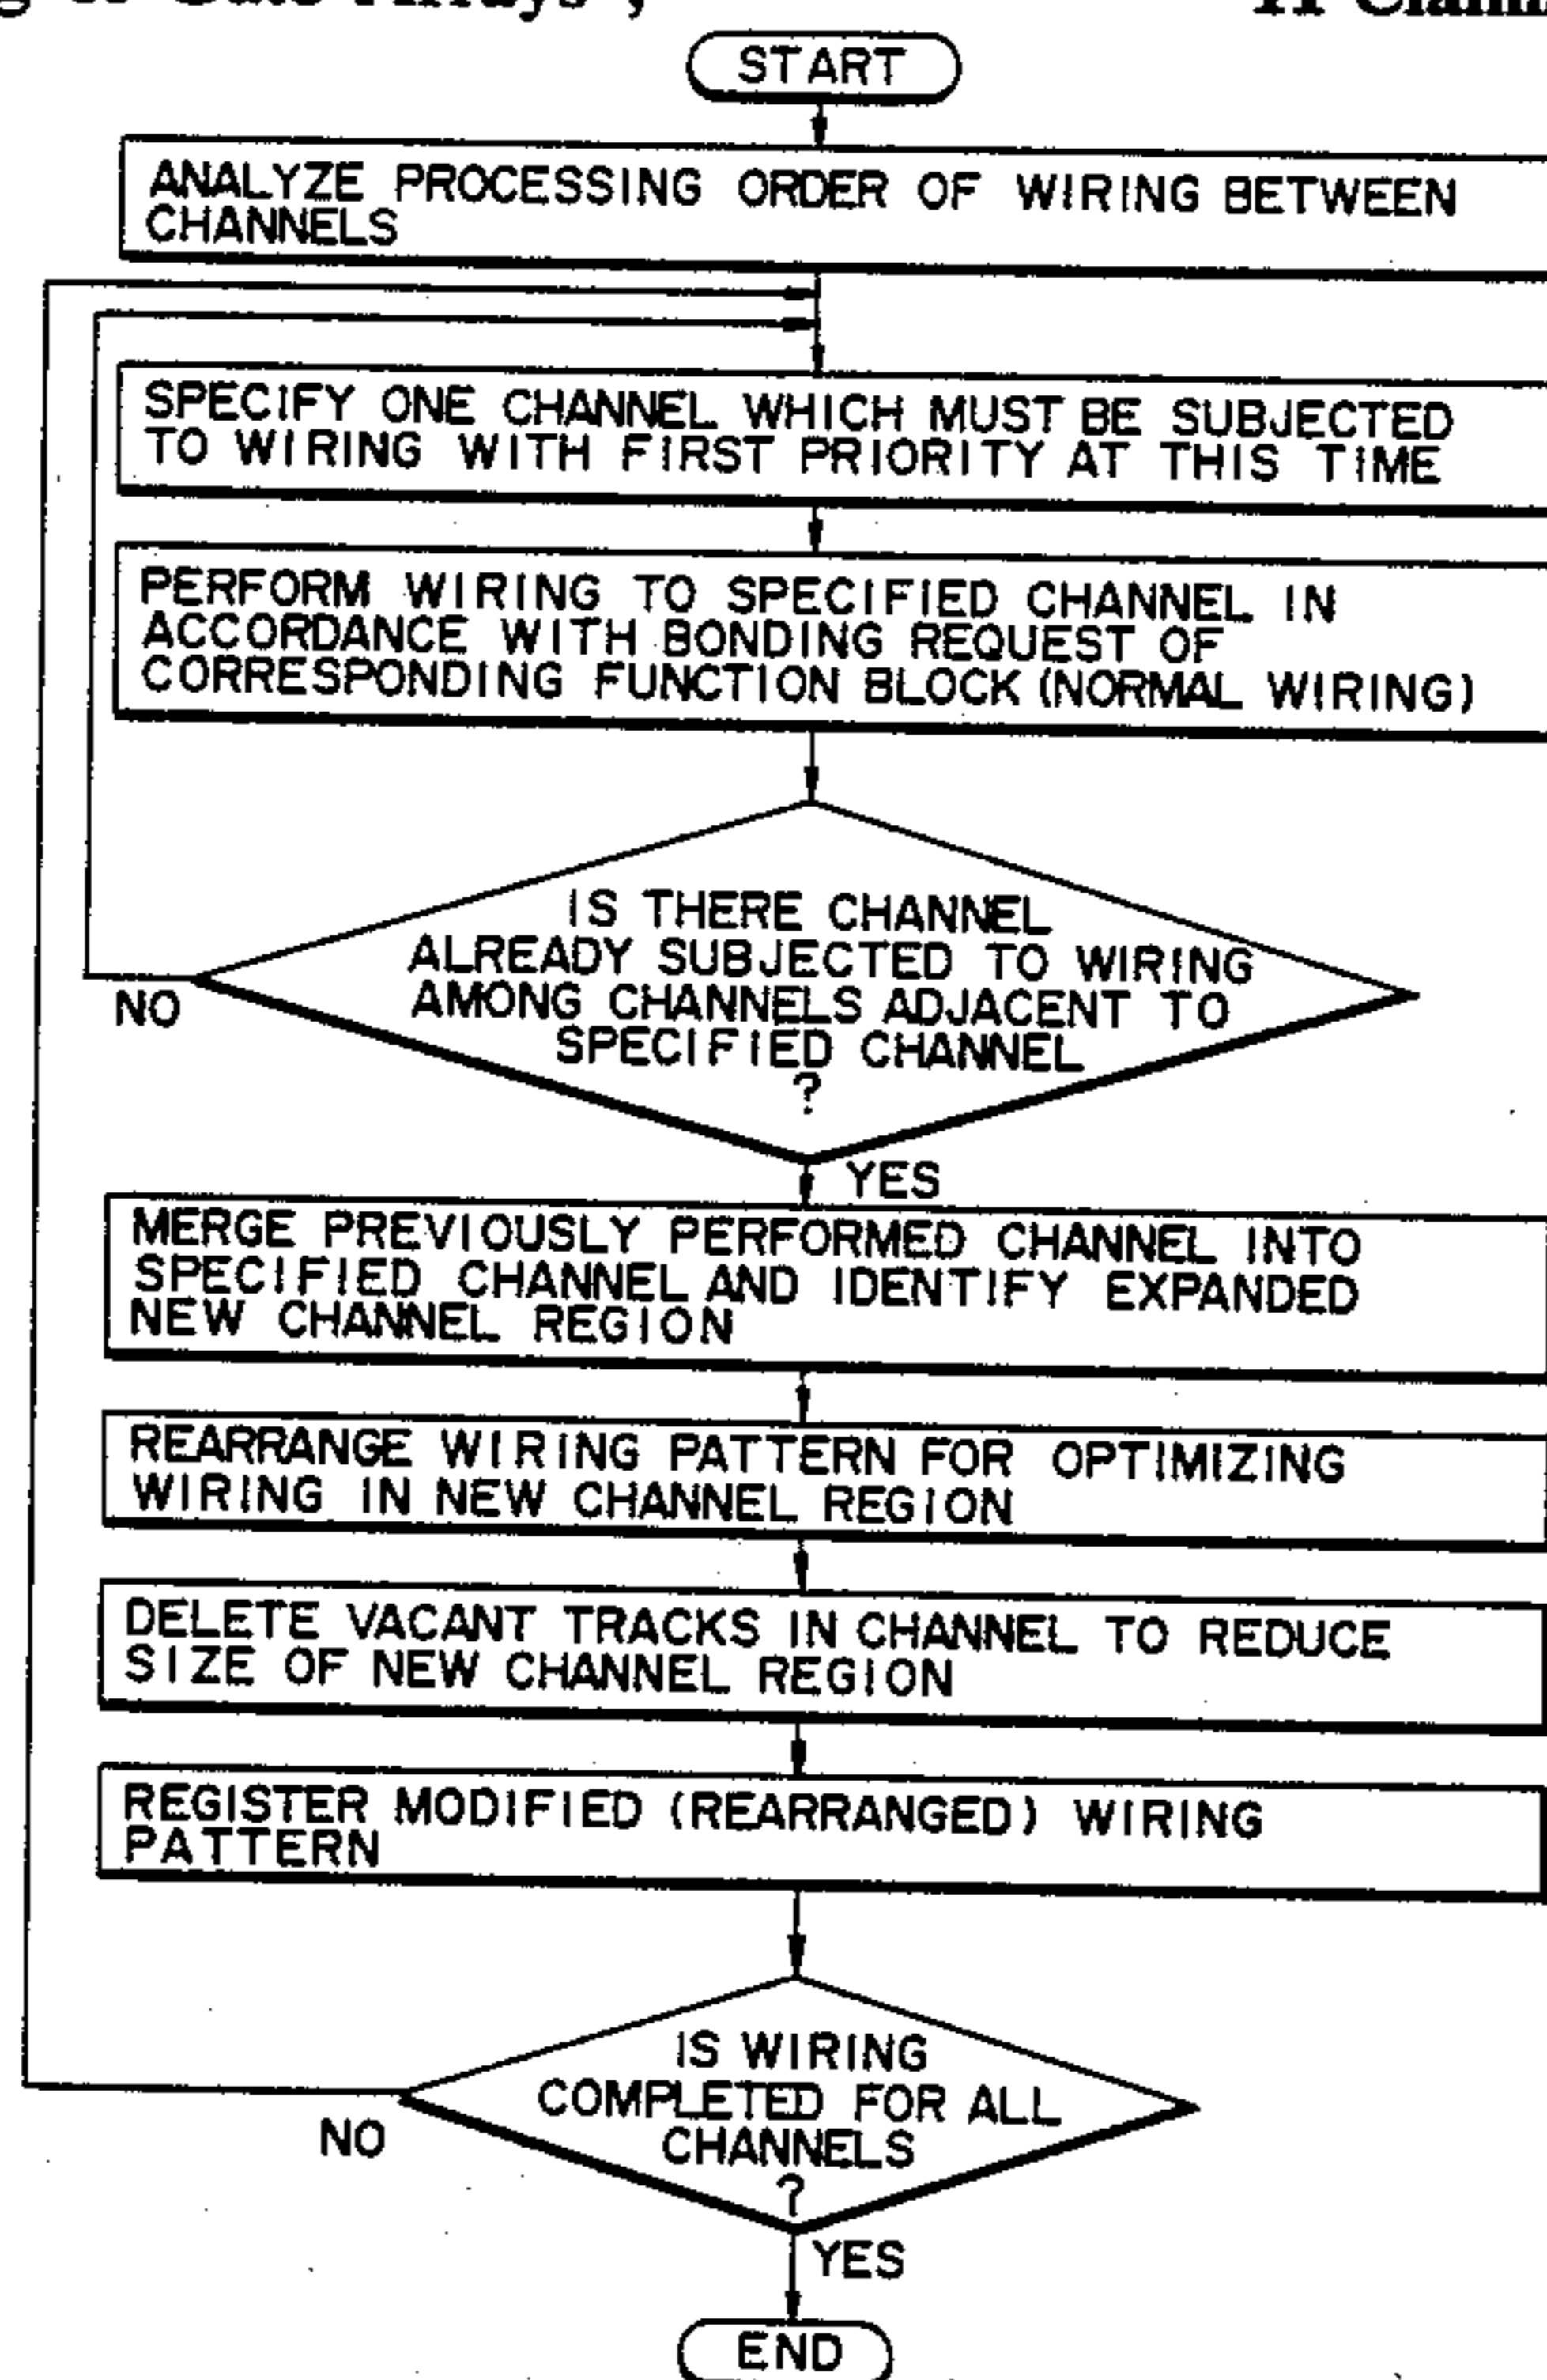 START
ANALYZE PROCESSING ORDER OF WIRING BETWEEN
CHANNELS
SPECIFY ONE CHANNEL WHICH MUST BE SUBJECTED
TO WIRING WITH FIRST PRIORITY AT THIS TIME
PERFORM WIRING TO SPECIFIED CHANNEL IN
ACCORDANCE WITH BONDING REQUEST OF
CORRESPONDING FUNCTION BLOCK (NORMAL WIRING)
IS THERE CHANNEL
ALREADY SUBJECTED TO WIRING
AMONG CHANNELS ADJACENT TO
SPECIFIED CHANNEL
?
NO
YES
MERGE PREVIOUSLY PERFORMED CHANNEL INTO
SPECIFIED CHANNEL AND IDENTIFY EXPANDED
NEW CHANNEL REGION
REARRANGE WIRING PATTERN FOR OPTIMIZING
WIRING IN NEW CHANNEL REGION
DELETE VACANT TRACKS IN CHANNEL TO REDUCE
SIZE OF NEW CHANNEL REGION
REGISTER MODIFIED (REARRANGED) WIRING
PATTERN
IS WIRING
COMPLETED FOR ALL
CHANNELS
?
NO
YES
END